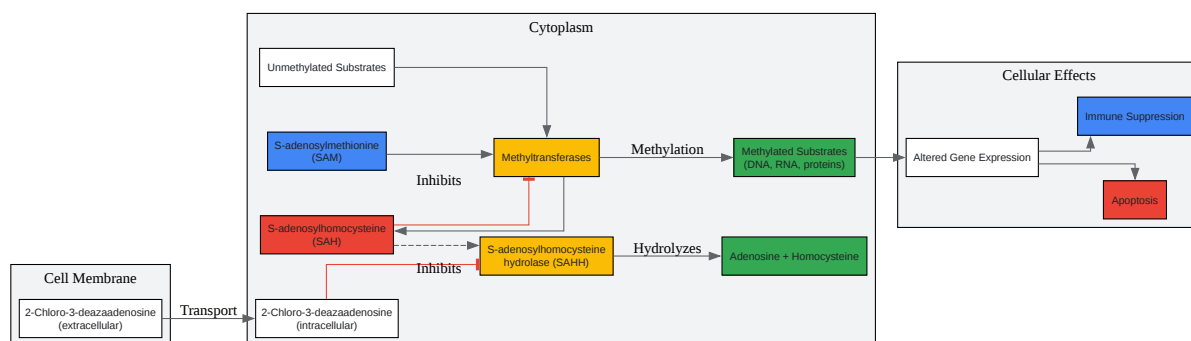 Cytoplasm
Unmethylated Substrates
Cellular Effects
Immune Suppression
S-adenosylmethionine
(SAM)
Methyltransferases
Methylation
Methylated Substrates
(DNA, RNA, proteins)
Altered Gene Expression
Inhibits
Apoptosis
S-adenosylhomocysteine
(SAH)
S-adenosylhomocysteine
hydrolase (SAHH)
Hydrolyzes
Adenosine + Homocysteine
Inhibits
Cell Membrane
2-Chloro-3-deazaadenosine
(extracellular)
Transport
2-Chloro-3-deazaadenosine
(intracellular)